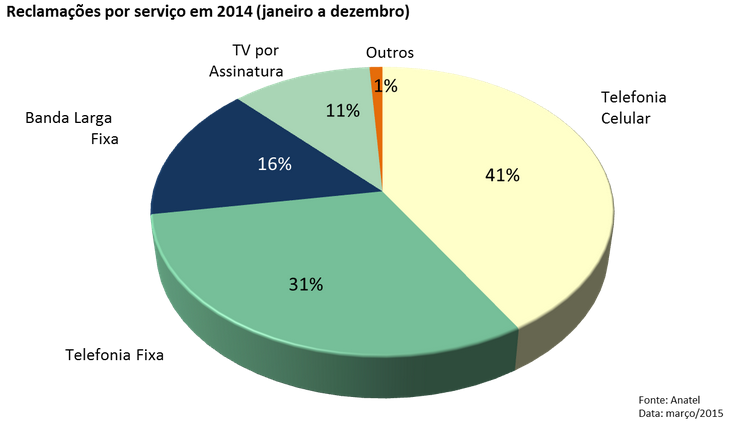 Reclamações por serviço em 2014 (janeiro a dezembro)
TV por
Assinatura
Outros
1%
Telefonia
Celular
11%
Banda Larga
Fixa
16%
41%
31%
Telefonia Fixa
Fonte: Anatel
Data: março/2015